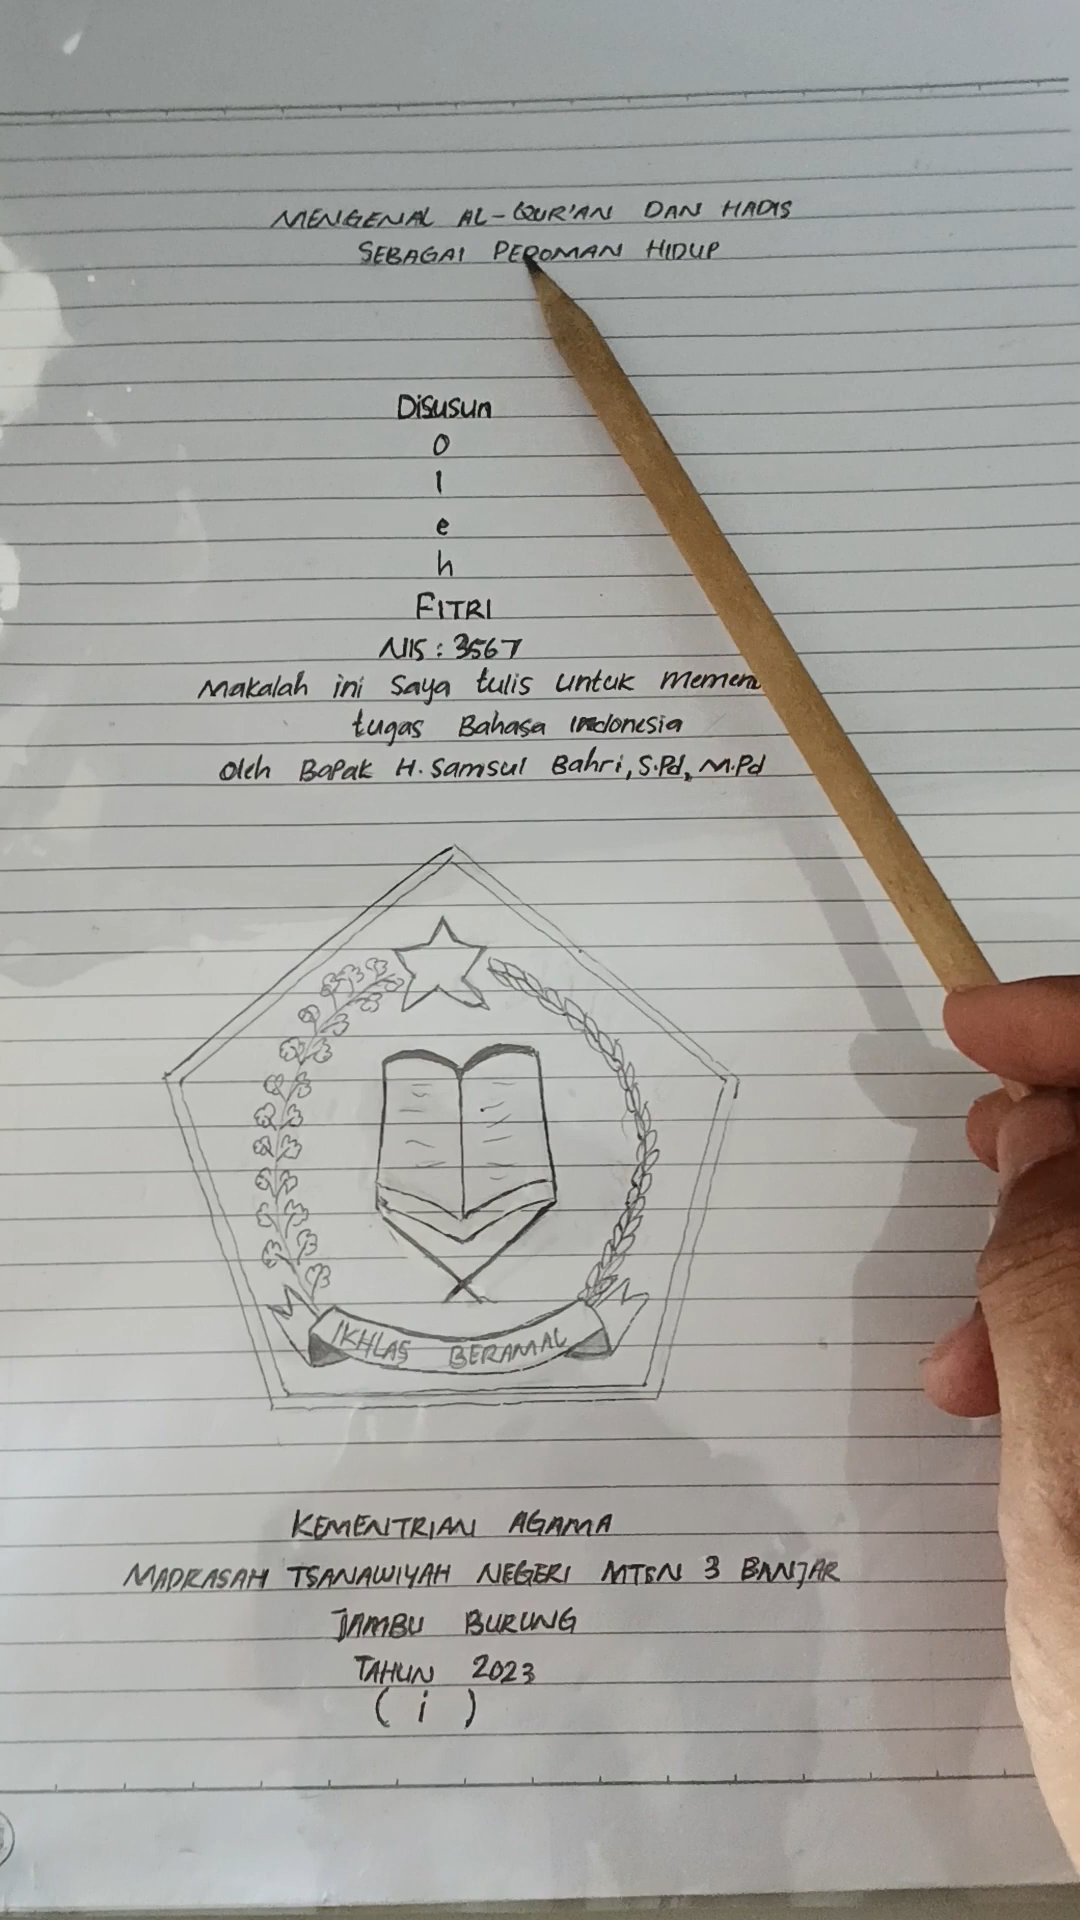 MENGENAL AL-QUR'AN DAN HADIS
SEBAGAI PEDOMAN HIDUP
Disusun
O
l
e
h
FITRI
NIS : 3567
Makalah ini saya tulis untuk memen
tugas Bahasa Indonesia
Oleh Bapak H. Samsul Bahri, S.Pd, M.Pd
IKHLAS BERAMAL
KEMENTRIAN AGAMA
MADRASAH TSANAWIYAH NEGERI MTSN 3 BANJAR
JAMBU BURUNG
TAHUN 2023
( i )